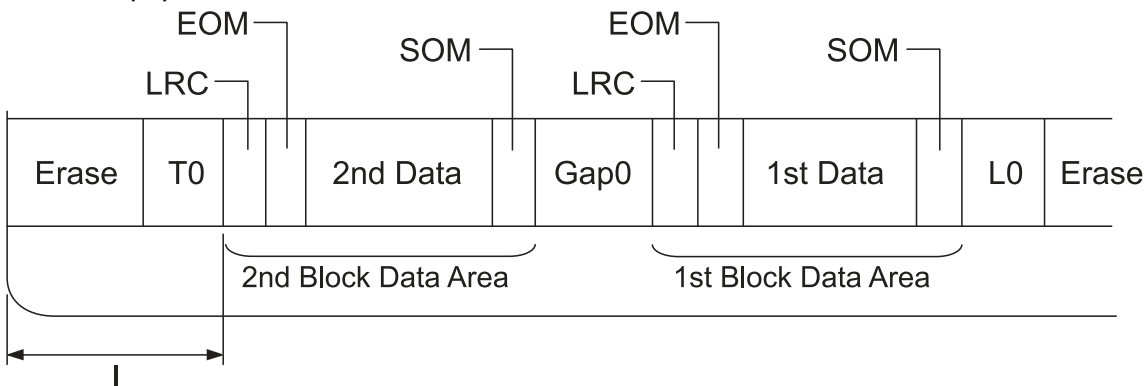 EOM
EOM
SOM
SOM
LRC
LRC
Erase T0 2nd Data Gap0 1st Data L0 Erase
2nd Block Data Area 1st Block Data Area